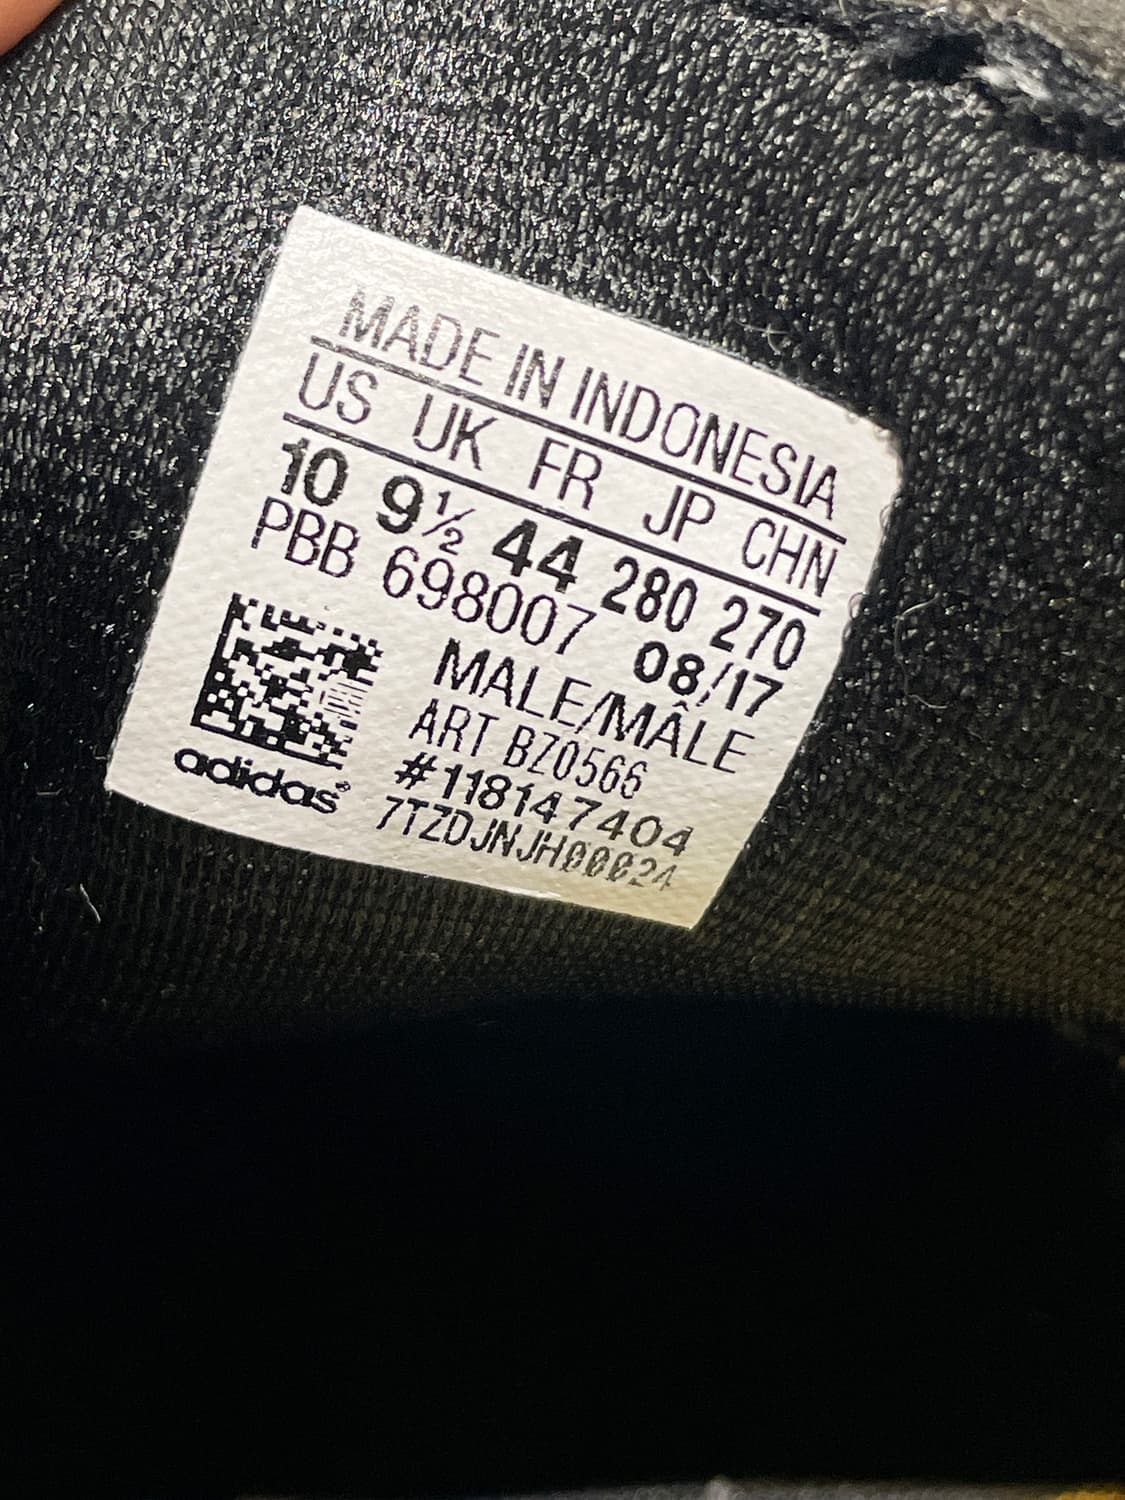 MADE IN INDONESIA
US UK FR JP CHN
10 9½ 44 280 270
PBB 698007 08/17
MALE/MÂLE
ART BZ0566
#118147404
7TZDJNJH00024
adidas®